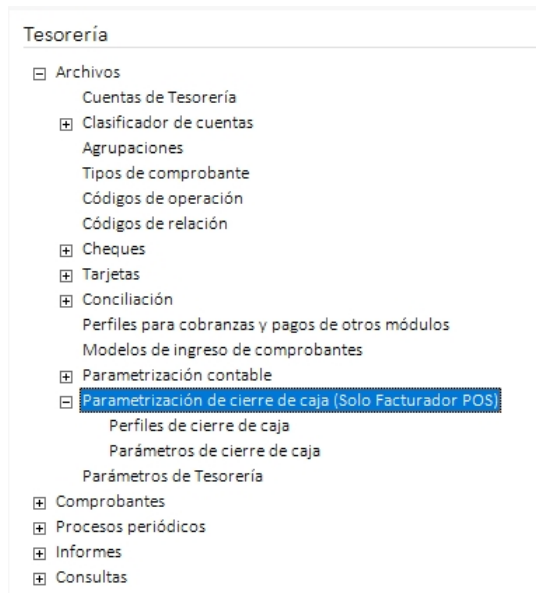 Tesorería
Archivos
Cuentas de Tesorería
Clasificador de cuentas
Agrupaciones
Tipos de comprobante
Códigos de operación
Códigos de relación
Cheques
Tarjetas
Conciliación
Perfiles para cobranzas y pagos de otros módulos
Modelos de ingreso de comprobantes
Parametrización contable
Parametrización de cierre de caja (Solo Facturador POS)
Perfiles de cierre de caja
Parámetros de cierre de caja
Parámetros de Tesorería
Comprobantes
Procesos periódicos
Informes
Consultas